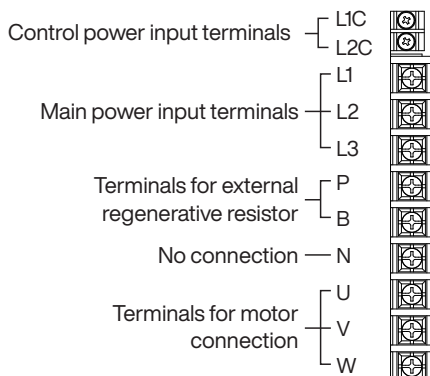 Control power input terminals
L1C
L2C
Main power input terminals
L1
L2
L3
Terminals for external
regenerative resistor
P
B
No connection
N
Terminals for motor
connection
U
V
W